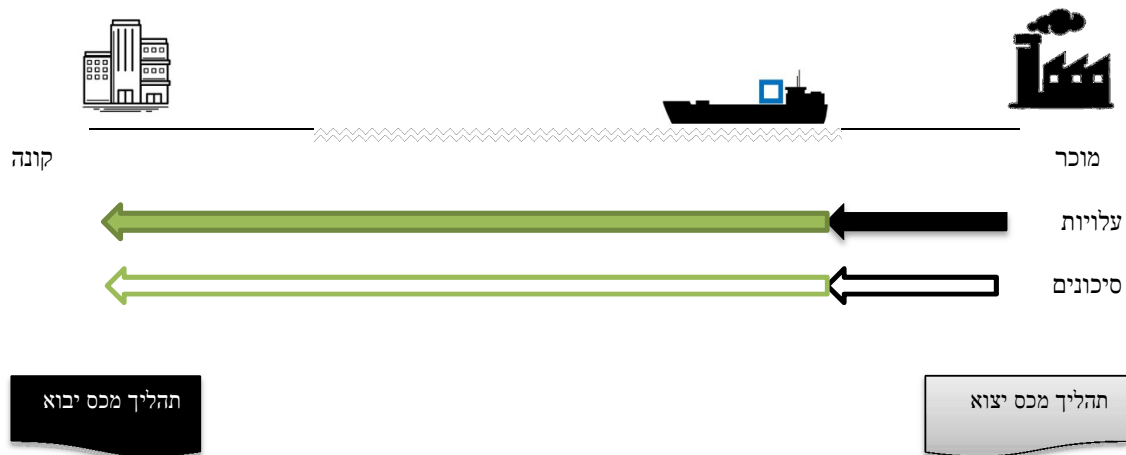 מוכר
קונה
עלויות
סיכונים
תהליך מכס יצוא
תהליך מכס יבוא